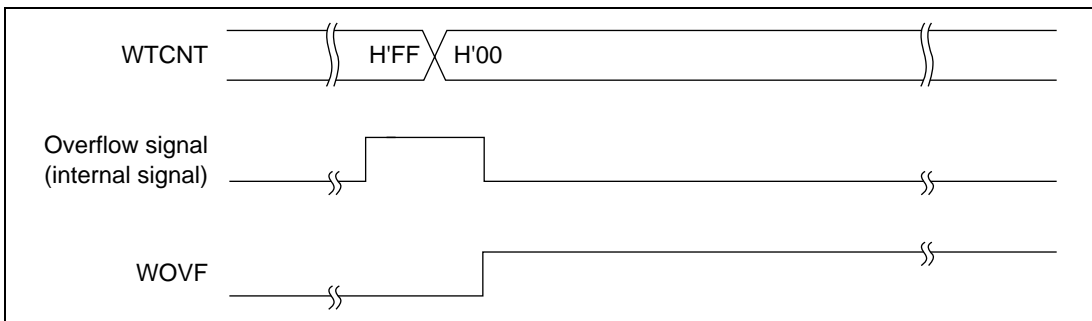 WTCNT H'FF H'00
Overflow signal
(internal signal)
WOVF